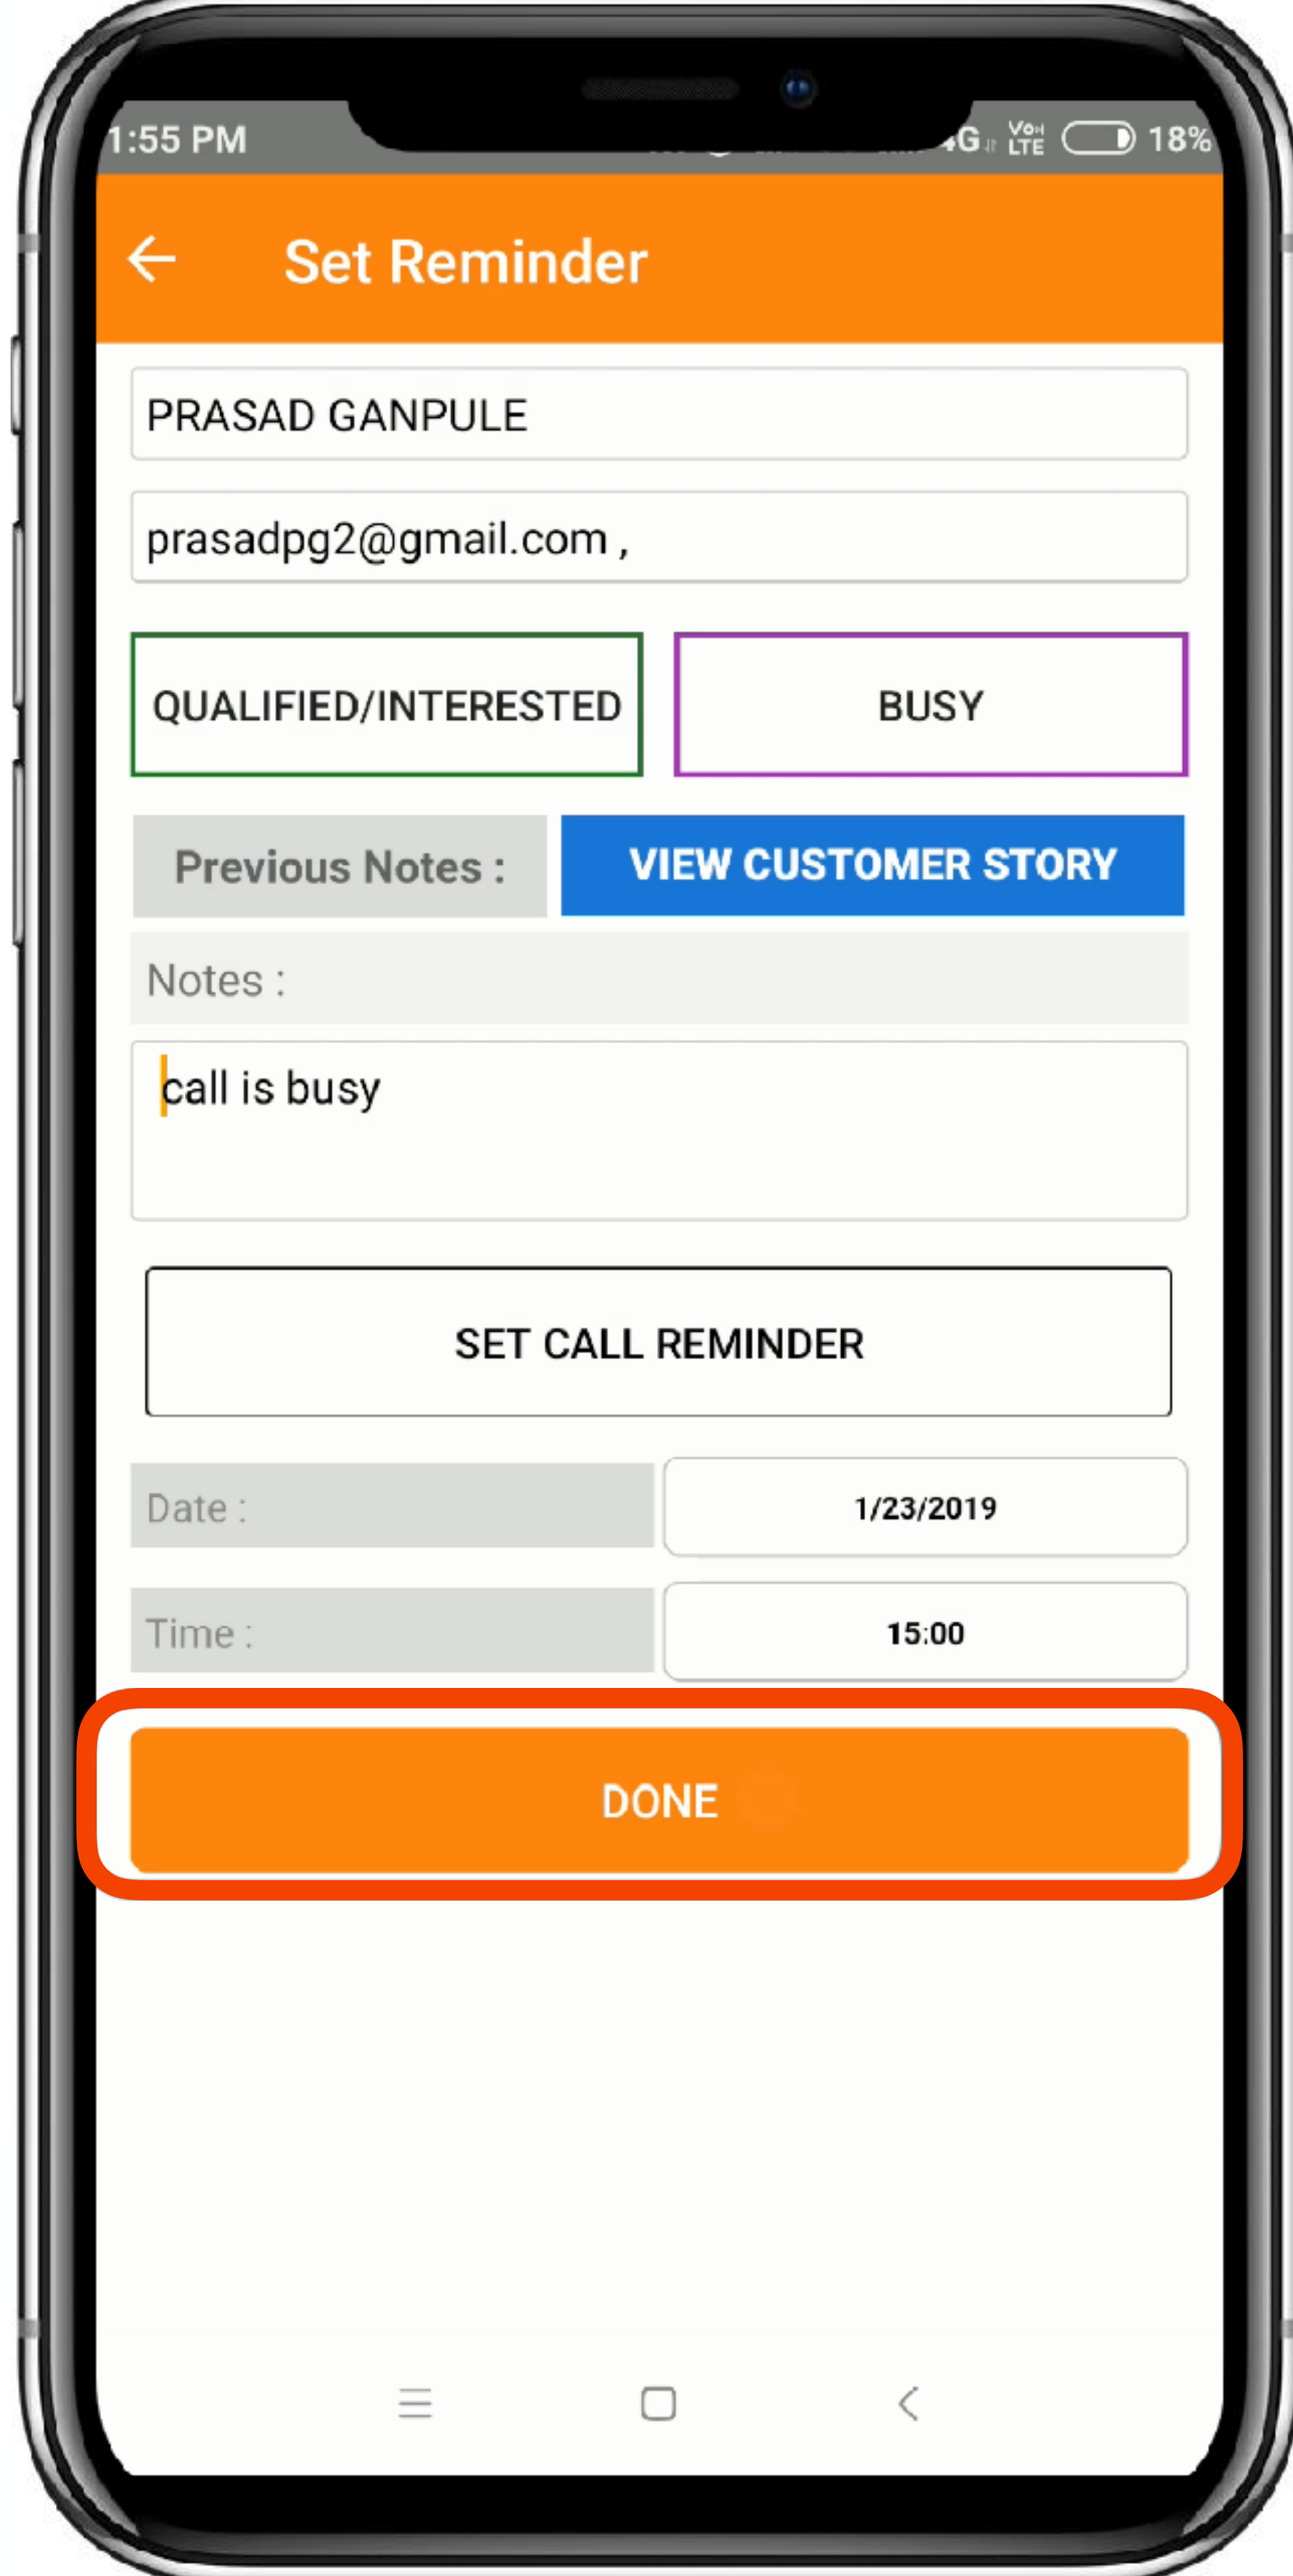 1:55 PM
4G VoLTE 18%
Set Reminder
PRASAD GANPULE
prasadpg2@gmail.com ,
QUALIFIED/INTERESTED
BUSY
Previous Notes :
VIEW CUSTOMER STORY
Notes :
call is busy
SET CALL REMINDER
Date :
1/23/2019
Time :
15:00
DONE